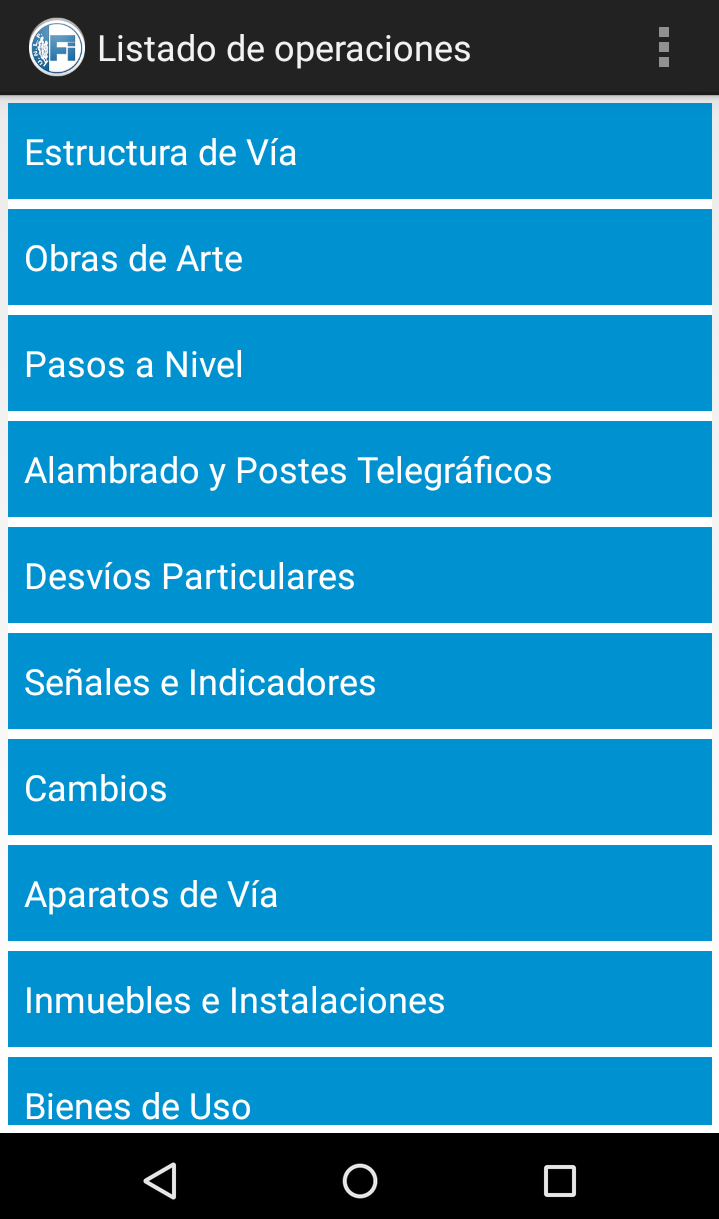 Listado de operaciones
Estructura de Vía
Obras de Arte
Pasos a Nivel
Alambrado y Postes Telegráficos
Desvíos Particulares
Señales e Indicadores
Cambios
Aparatos de Vía
Inmuebles e Instalaciones
Bienes de Uso